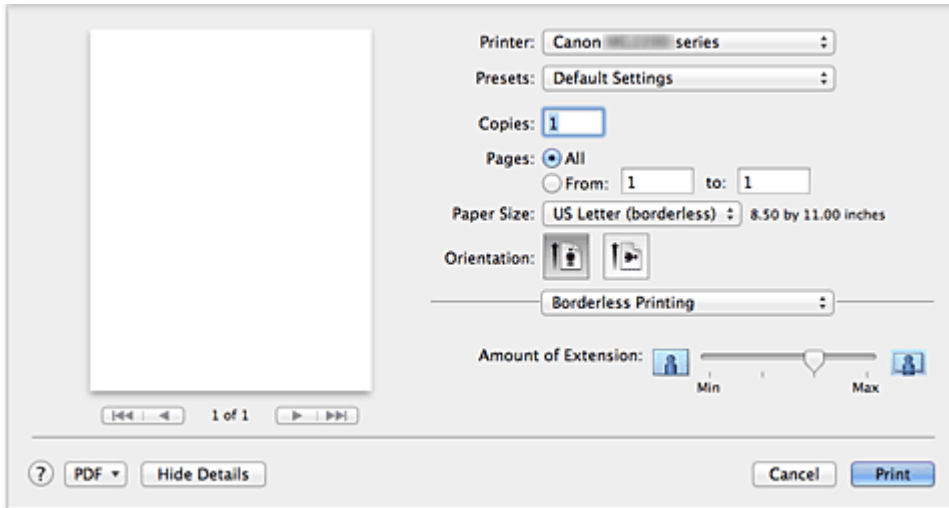 Printer: Canon series
Presets: Default Settings
Copies: 1
Pages: All
From: 1 to: 1
Paper Size: US Letter (borderless) 8.50 by 11.00 inches
Orientation:
Borderless Printing
Amount of Extension:
Min Max
1 of 1
? PDF Hide Details Cancel Print